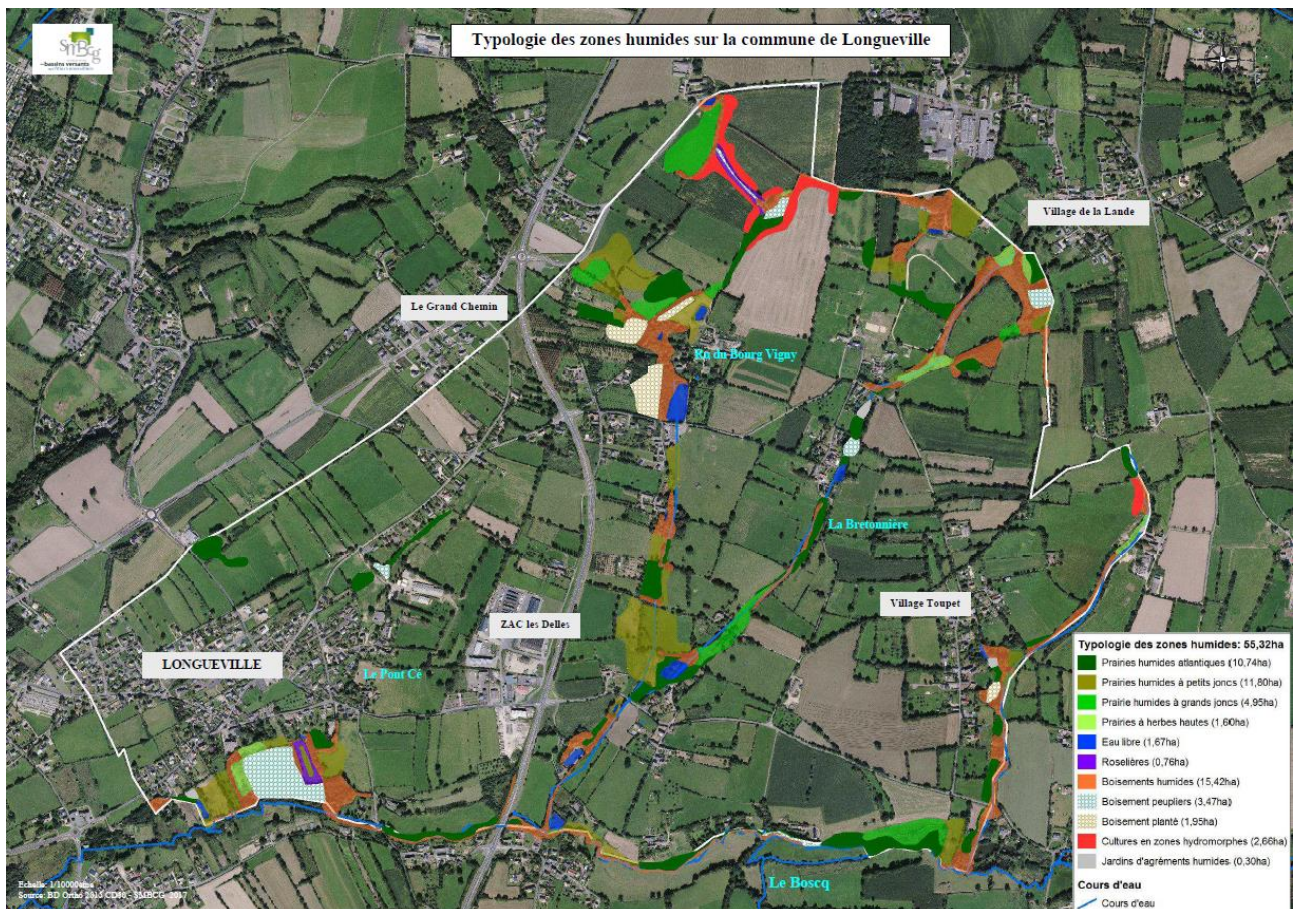 SMBcg
bassins versants
Typologie des zones humides sur la commune de Longueville
Village de la Lande
Le Grand Chemin
Ru du Bourg Vigny
La Bretonnière
Village Toupet
ZAC les Delles
LONGUEVILLE
Le Pont Cé
Typologie des zones humides: 55,32ha
Prairies humides atlantiques (10,74ha)
Prairies humides à petits joncs (11,80ha)
Prairie humides à grands joncs (4,95ha)
Prairies à herbes hautes (1,60ha)
Eau libre (1,67ha)
Roselières (0,76ha)
Boisements humides (15,42ha)
Boisement peupliers (3,47ha)
Boisement planté (1,95ha)
Cultures en zones hydromorphes (2,66ha)
Jardins d'agréments humides (0,30ha)
Cours d'eau
Cours d'eau
Le Boscq
Echelle: 1/10000ème
Source: BD Ortho 2015 CD50 - SMBCG 2017